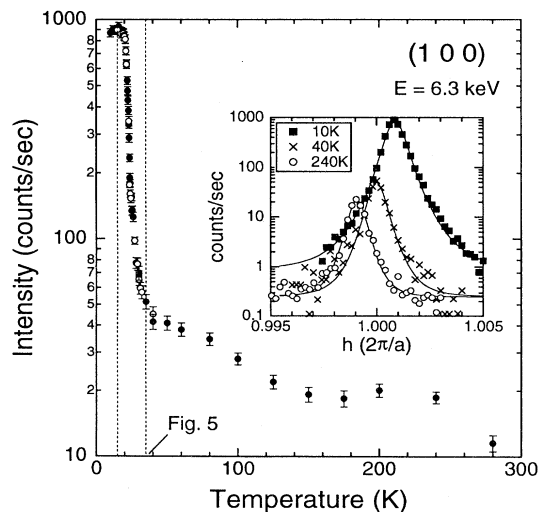 1000
8
6
5
4
3
2
100
8
6
5
4
3
2
10
Intensity (counts/sec)
(1 0 0)
E = 6.3 keV
1000
100
10
1
0.1
counts/sec
10K
40K
240K
0.995 1.000 1.005
h (2π/a)
Fig. 5
0 100 200 300
Temperature (K)